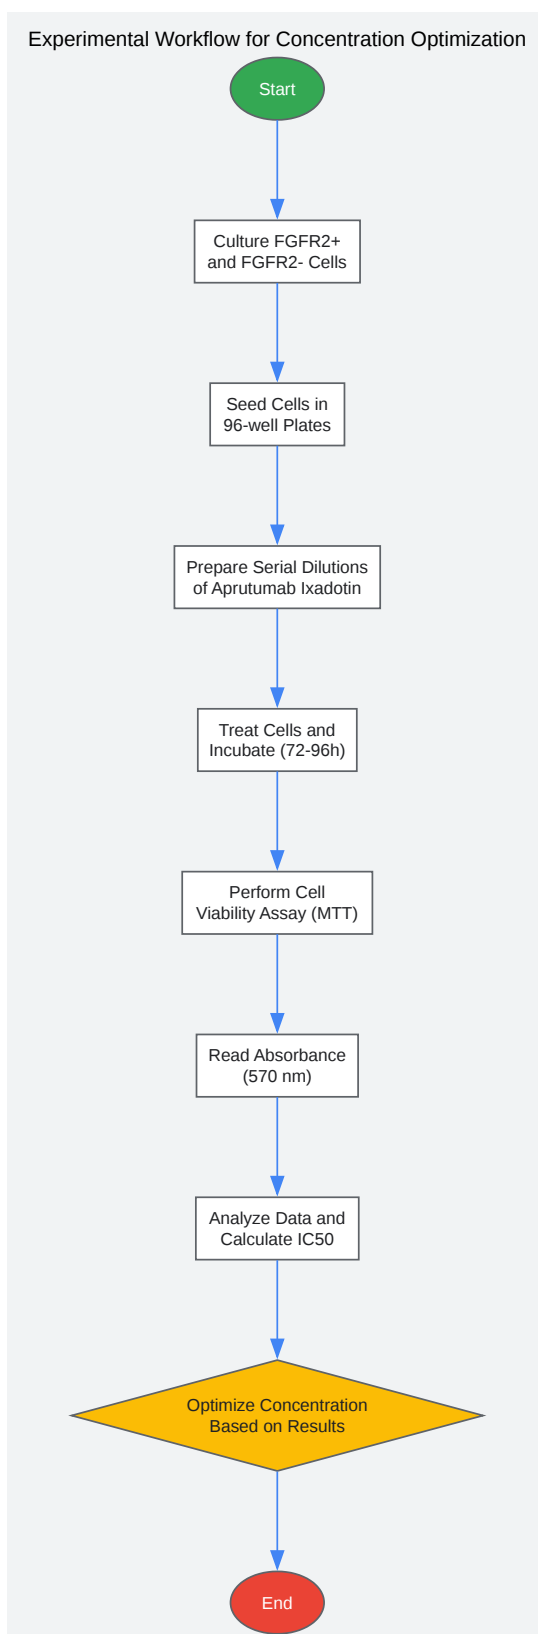 Experimental Workflow for Concentration Optimization
Start
Culture FGFR2+
and FGFR2- Cells
Seed Cells in
96-well Plates
Prepare Serial Dilutions
of Aprutumab Ixadotin
Treat Cells and
Incubate (72-96h)
Perform Cell
Viability Assay (MTT)
Read Absorbance
(570 nm)
Analyze Data and
Calculate IC50
Optimize Concentration
Based on Results
End